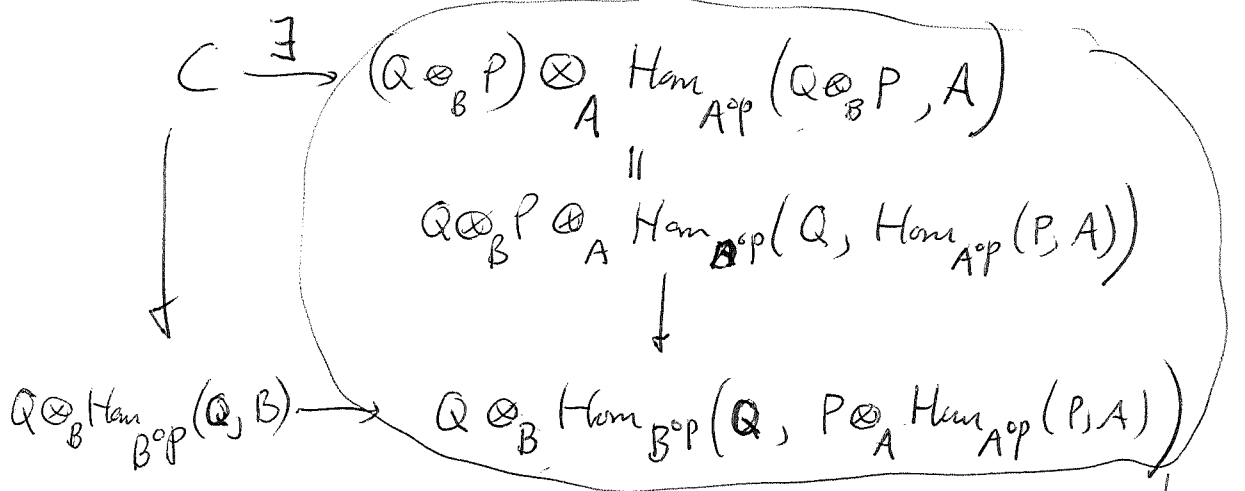 C ∃→ (Q ⊗_B P) ⊗_A Hom_{A^op} (Q ⊗_B P, A)
||
Q ⊗_B P ⊗_A Hom_{B^op} (Q, Hom_{A^op} (P, A))
Q ⊗_B Hom_{B^op} (Q, B) → Q ⊗_B Hom_{B^op} (Q, P ⊗_A Hom_{A^op} (P, A))